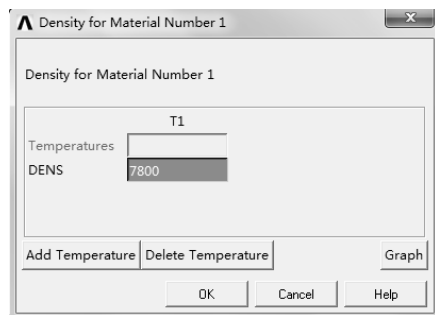 Density for Material Number 1
X
Density for Material Number 1
T1
Temperatures
DENS 7800
Add Temperature Delete Temperature Graph
OK Cancel Help